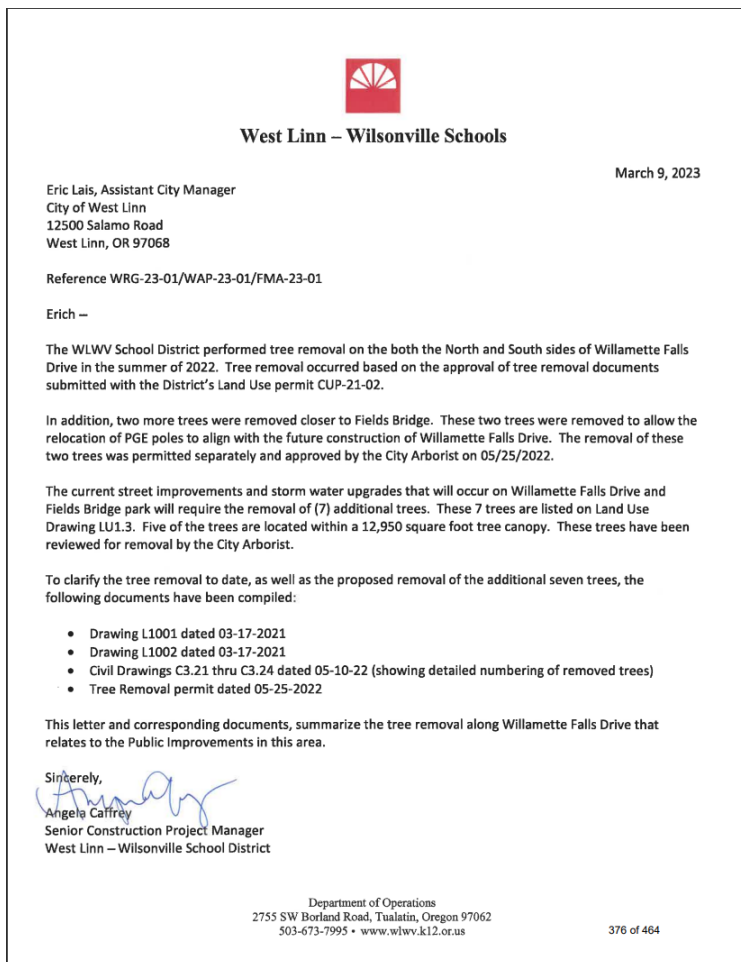 West Linn – Wilsonville Schools
March 9, 2023
Eric Lais, Assistant City Manager
City of West Linn
12500 Salamo Road
West Linn, OR 97068
Reference WRG-23-01/WAP-23-01/FMA-23-01
Erich –
The WLWV School District performed tree removal on the both the North and South sides of Willamette Falls
Drive in the summer of 2022.  Tree removal occurred based on the approval of tree removal documents
submitted with the District's Land Use permit CUP-21-02.
In addition, two more trees were removed closer to Fields Bridge.  These two trees were removed to allow the
relocation of PGE poles to align with the future construction of Willamette Falls Drive.  The removal of these
two trees was permitted separately and approved by the City Arborist on 05/25/2022.
The current street improvements and storm water upgrades that will occur on Willamette Falls Drive and
Fields Bridge park will require the removal of (7) additional trees.  These 7 trees are listed on Land Use
Drawing LU1.3.  Five of the trees are located within a 12,950 square foot tree canopy.  These trees have been
reviewed for removal by the City Arborist.
To clarify the tree removal to date, as well as the proposed removal of the additional seven trees, the
following documents have been compiled:
• Drawing L1001 dated 03-17-2021
• Drawing L1002 dated 03-17-2021
• Civil Drawings C3.21 thru C3.24 dated 05-10-22 (showing detailed numbering of removed trees)
• Tree Removal permit dated 05-25-2022
This letter and corresponding documents, summarize the tree removal along Willamette Falls Drive that
relates to the Public Improvements in this area.
Sincerely,
Angela Caffrey
Senior Construction Project Manager
West Linn – Wilsonville School District
Department of Operations
2755 SW Borland Road, Tualatin, Oregon 97062
503-673-7995 • www.wlwv.k12.or.us
376 of 464